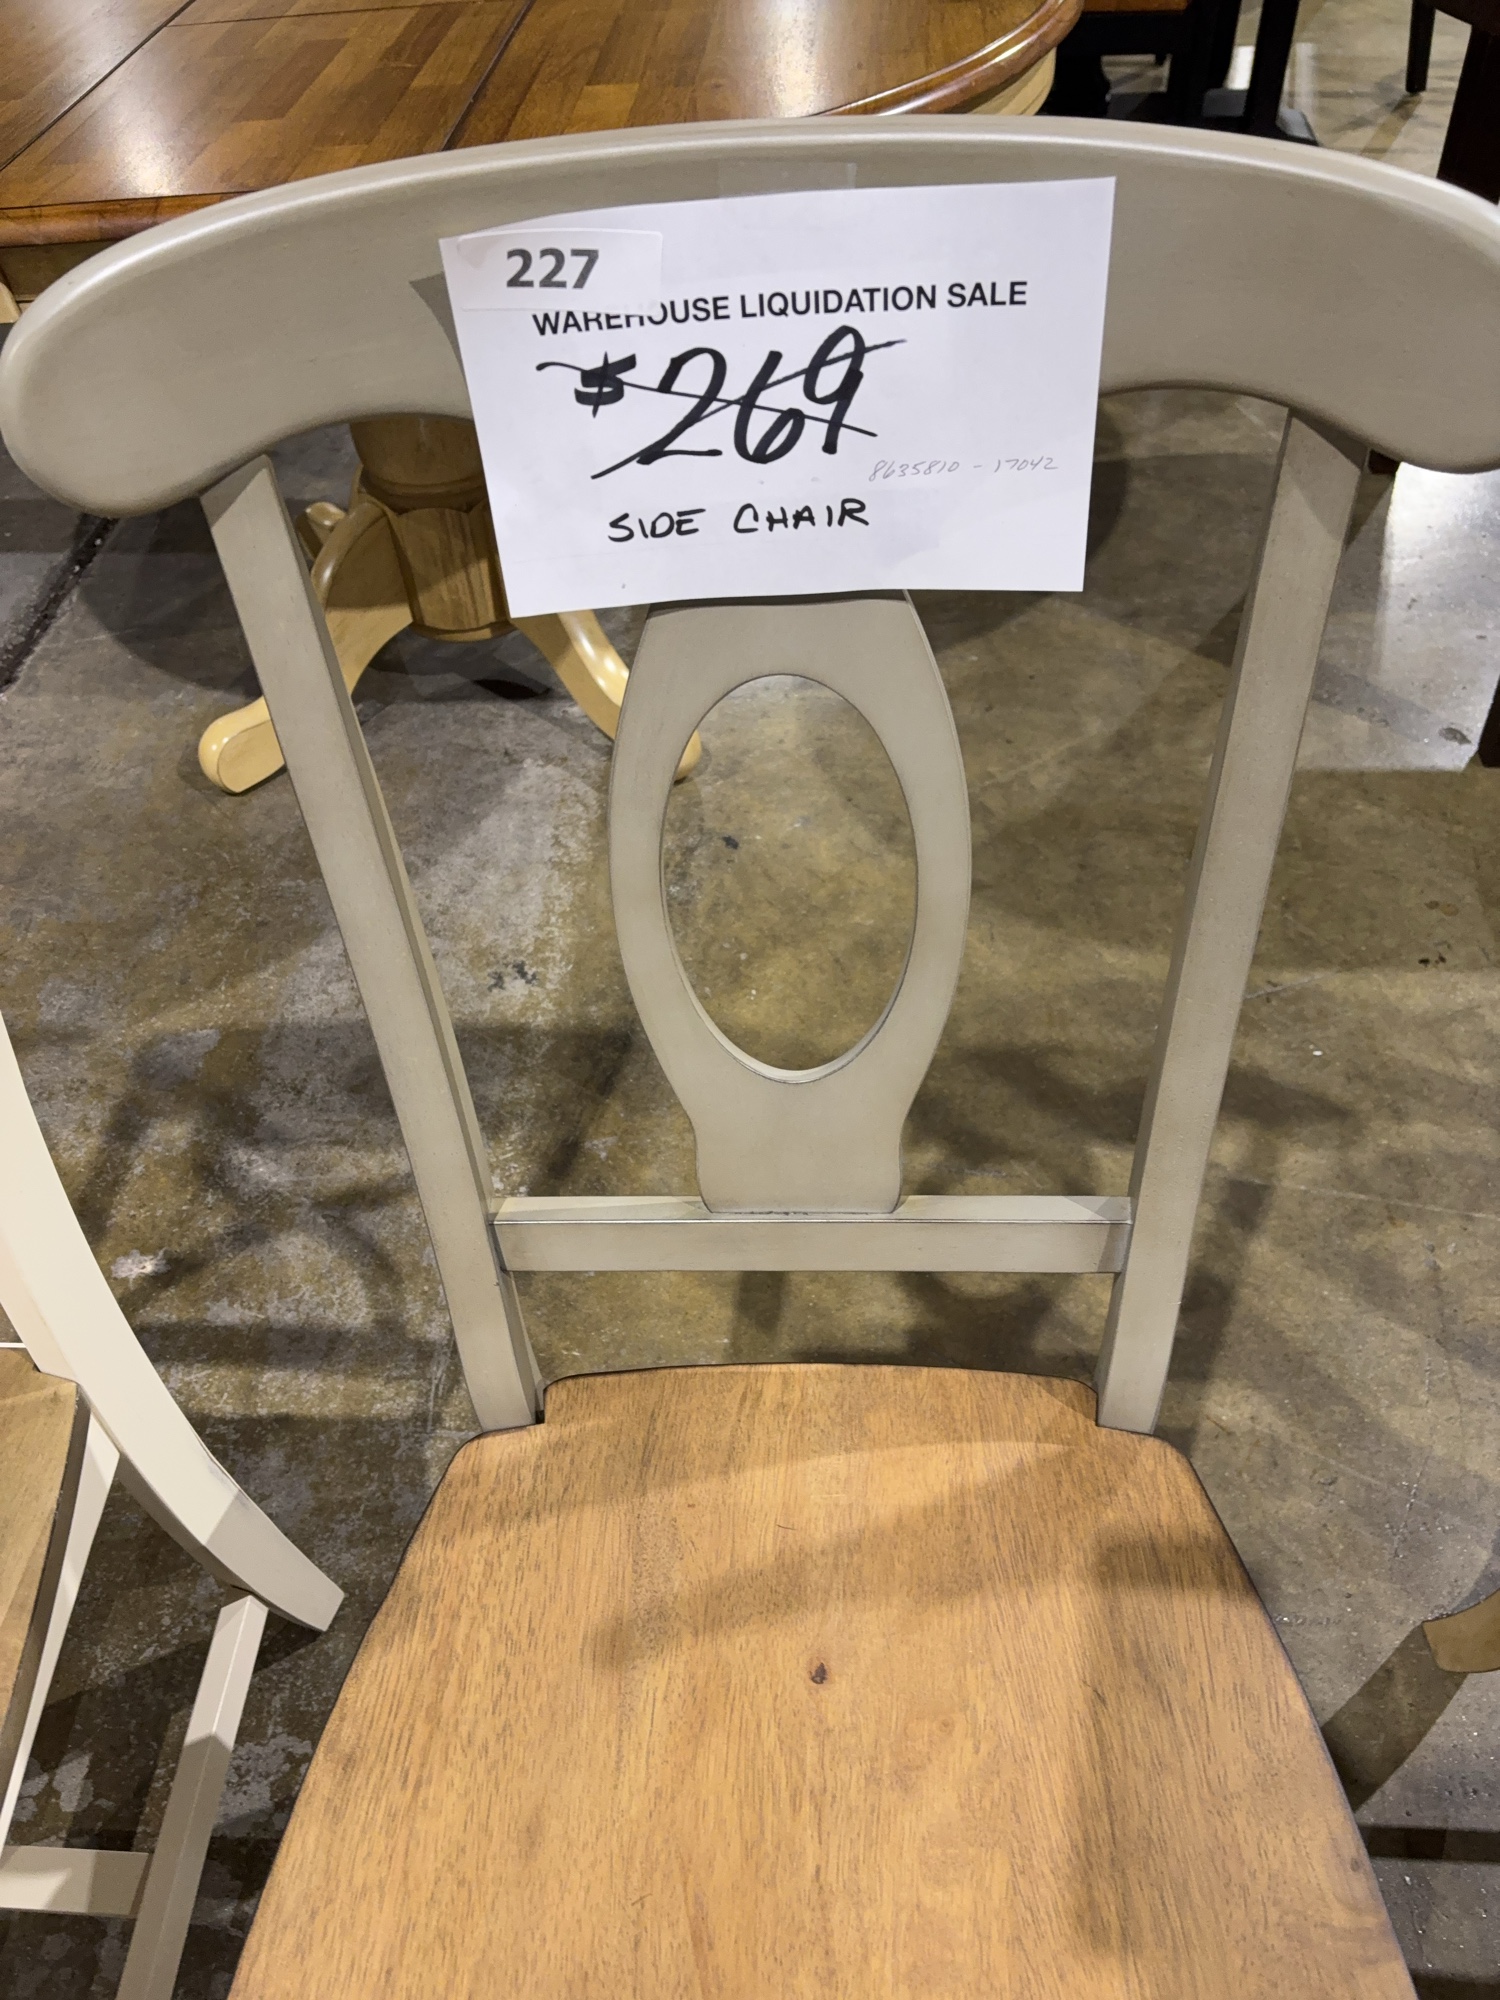 227
WAREHOUSE LIQUIDATION SALE
$269
8635810 - 17042
SIDE CHAIR